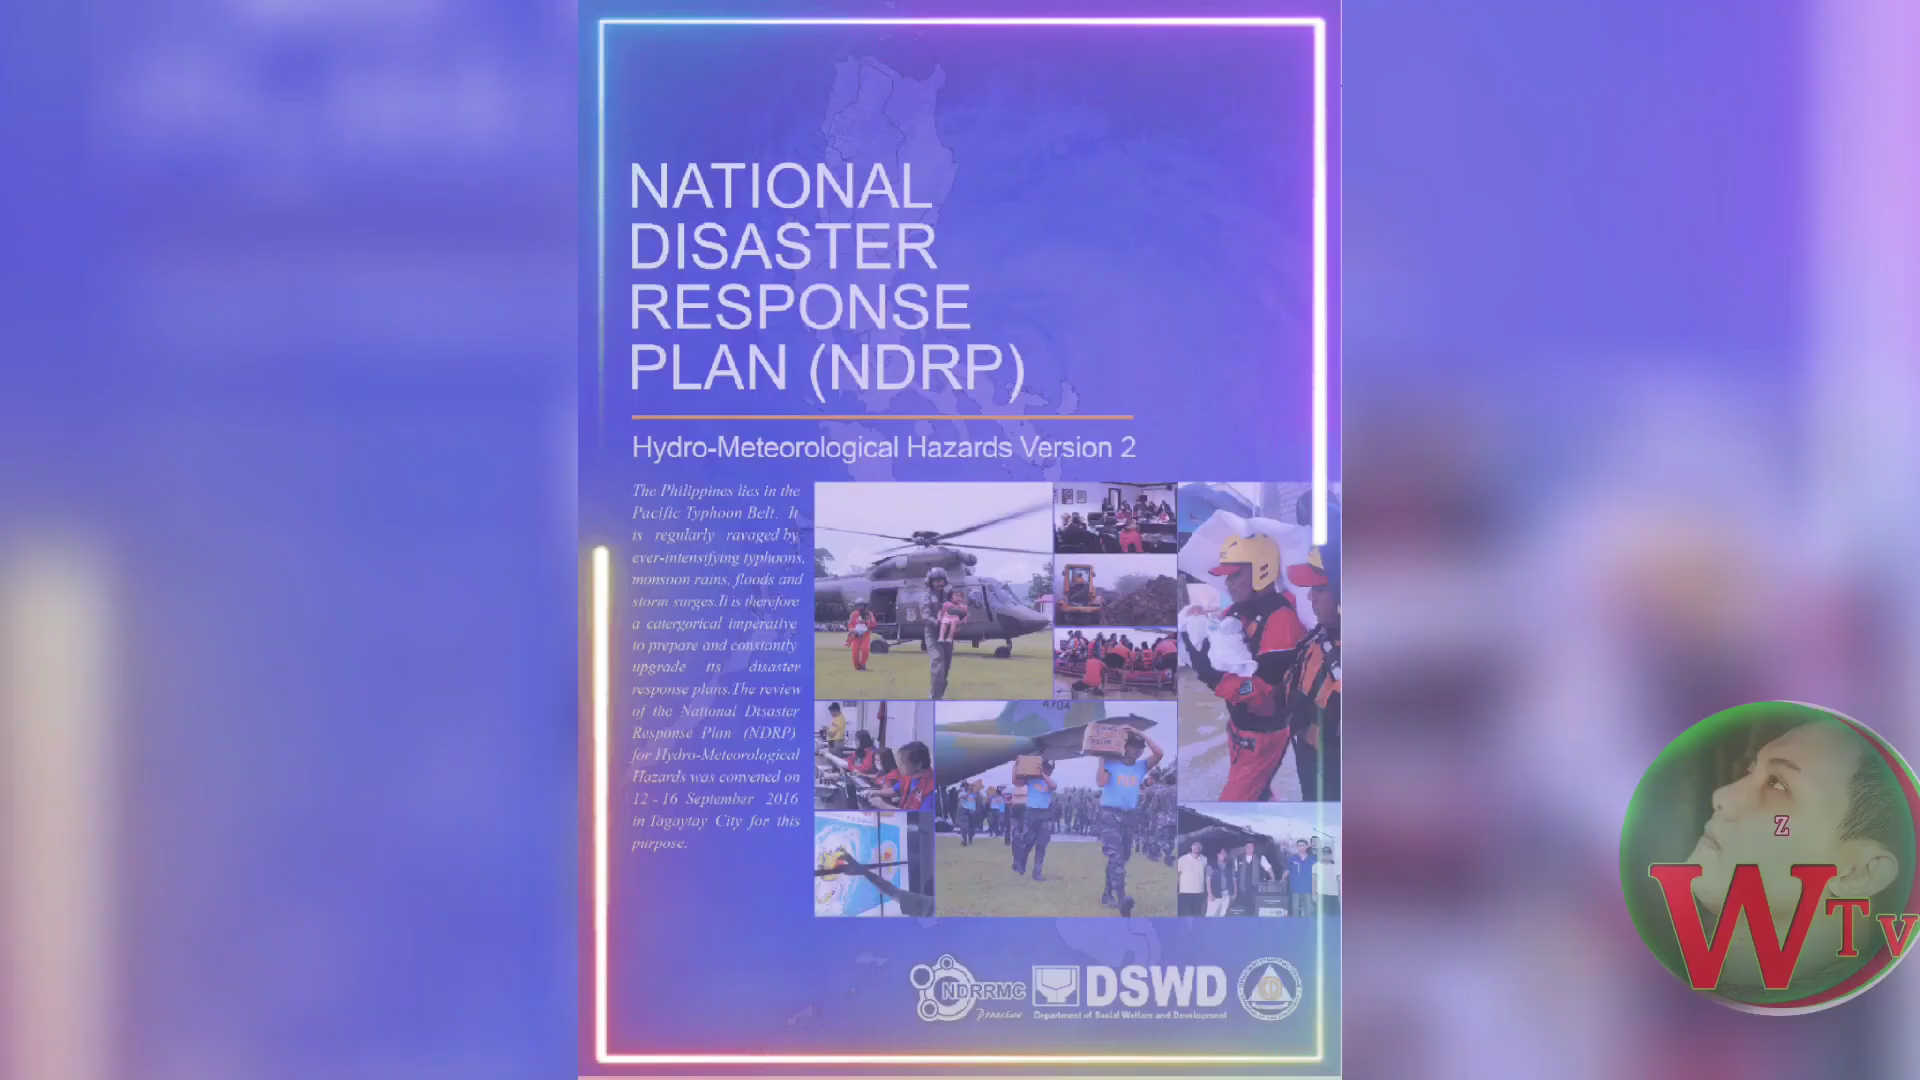 NATIONAL
DISASTER
RESPONSE
PLAN (NDRP)
Hydro-Meteorological Hazards Version 2
The Philippines lies in the
Pacific Typhoon Belt. It
is regularly ravaged by
ever-intensifying typhoons,
monsoon rains, floods and
storm surges.It is therefore
a catergorical imperative
to prepare and constantly
upgrade its disaster
response plans.The review
of the National Disaster
Response Plan (NDRP)
for Hydro-Meteorological
Hazards was convened on
12 - 16 September 2016
in Tagaytay City for this
purpose.
4704
NDRRMC
Proactive
DSWD
Department of Social Welfare and Development
Z
W TV